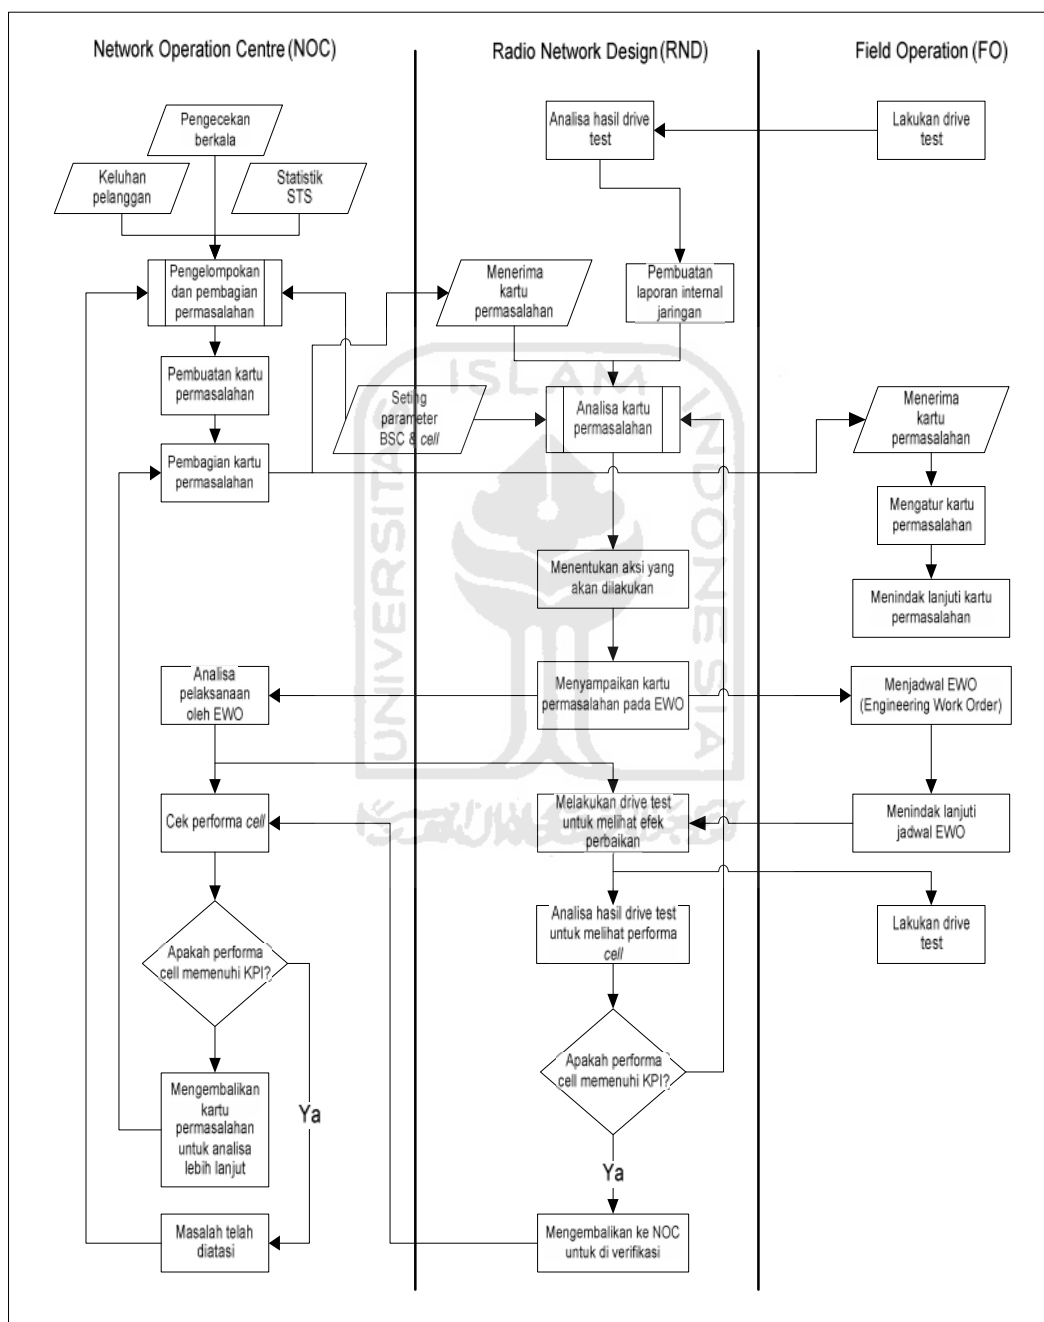 Network Operation Centre (NOC)
Radio Network Design (RND)
Field Operation (FO)
Pengecekan
berkala
Keluhan
pelanggan
Statistik
STS
Pengelompokan
dan pembagian
permasalahan
Pembuatan kartu
permasalahan
Pembagian kartu
permasalahan
Analisa
pelaksanaan
oleh EWO
Cek performa cell
Apakah performa
cell memenuhi KPI?
Ya
Mengembalikan
kartu
permasalahan
untuk analisa
lebih lanjut
Masalah telah
diatasi
Analisa hasil drive
test
Menerima
kartu
permasalahan
Pembuatan
laporan internal
jaringan
Seting
parameter
BSC & cell
Analisa kartu
permasalahan
Menentukan aksi yang
akan dilakukan
Menyampaikan kartu
permasalahan pada EWO
Melakukan drive test
untuk melihat efek
perbaikan
Analisa hasil drive test
untuk melihat performa
cell
Apakah performa
cell memenuhi KPI?
Ya
Mengembalikan ke NOC
untuk di verifikasi
Lakukan drive
test
Menerima
kartu
permasalahan
Mengatur kartu
permasalahan
Menindak lanjuti kartu
permasalahan
Menjadwal EWO
(Engineering Work Order)
Menindak lanjuti
jadwal EWO
Lakukan drive
test
UNIVERSITAS
ISLAM
INDONESIA